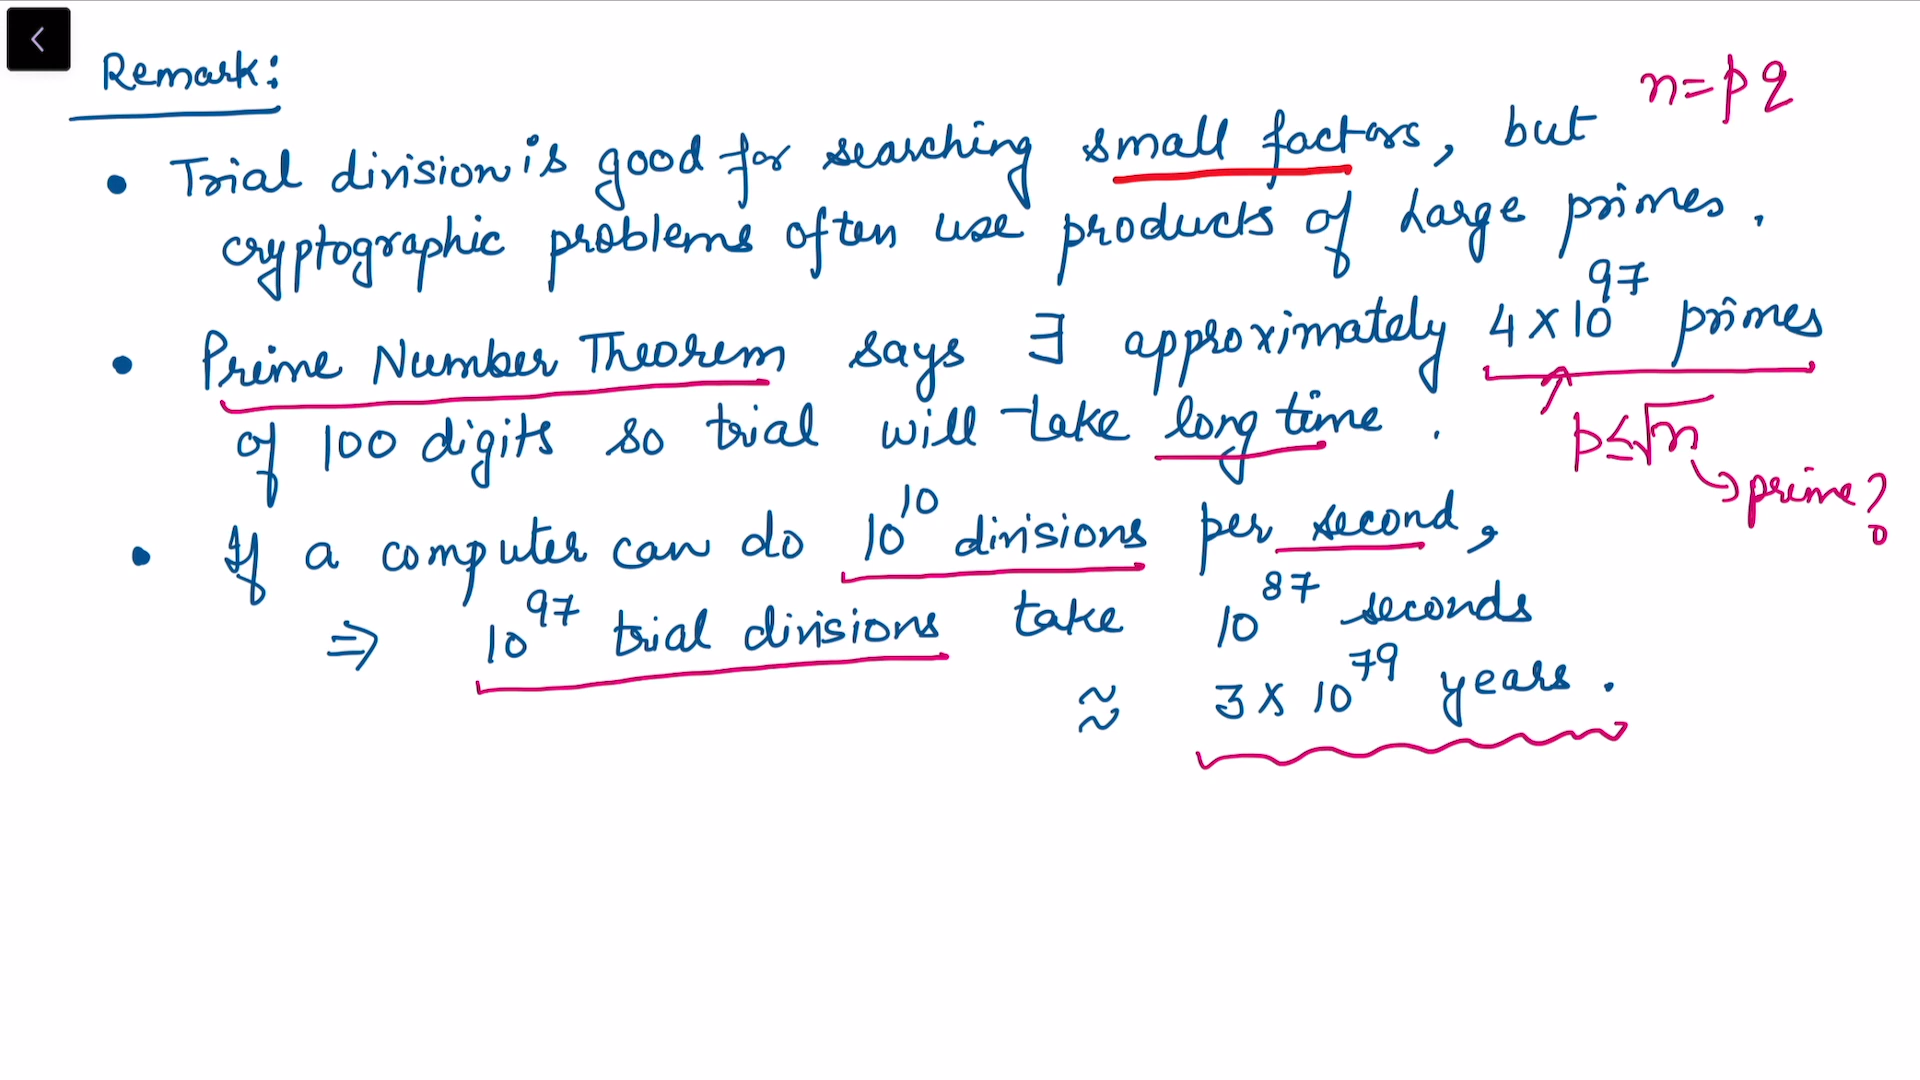 Remark:
n=pq
• Trial division is good for searching small factors, but
cryptographic problems often use products of large primes.
• Prime Number Theorem says ∃ approximately 4 × 10^97 primes
of 100 digits so trial will take long time.
p≤√n
→ prime?
• If a computer can do 10^10 divisions per second,
⇒ 10^97 trial divisions take 10^87 seconds
≈ 3 × 10^79 years.